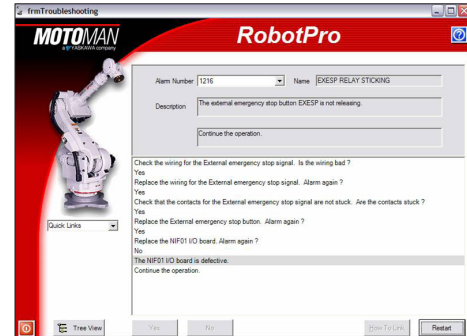 frmTroubleshooting
MOTOMAN
a YASKAWA company
RobotPro
Alarm Number
1216
Name
EXESP RELAY STICKING
Description
The external emergency stop button EXESP is not releasing.
Continue the operation.
Check the wiring for the External emergency stop signal. Is the wiring bad ?
Yes
Replace the wiring for the External emergency stop signal. Alarm again ?
Yes
Check that the contacts for the External emergency stop signal are not stuck. Are the contacts stuck ?
Yes
Replace the External emergency stop button. Alarm again ?
Yes
Replace the NIF01 I/O board. Alarm again ?
No
The NIF01 I/O board is defective.
Continue the operation.
Quick Links
Tree View
Yes
No
How To Link
Restart